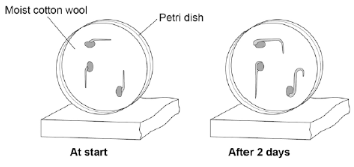 Moist cotton wool
Petri dish
At start
After 2 days